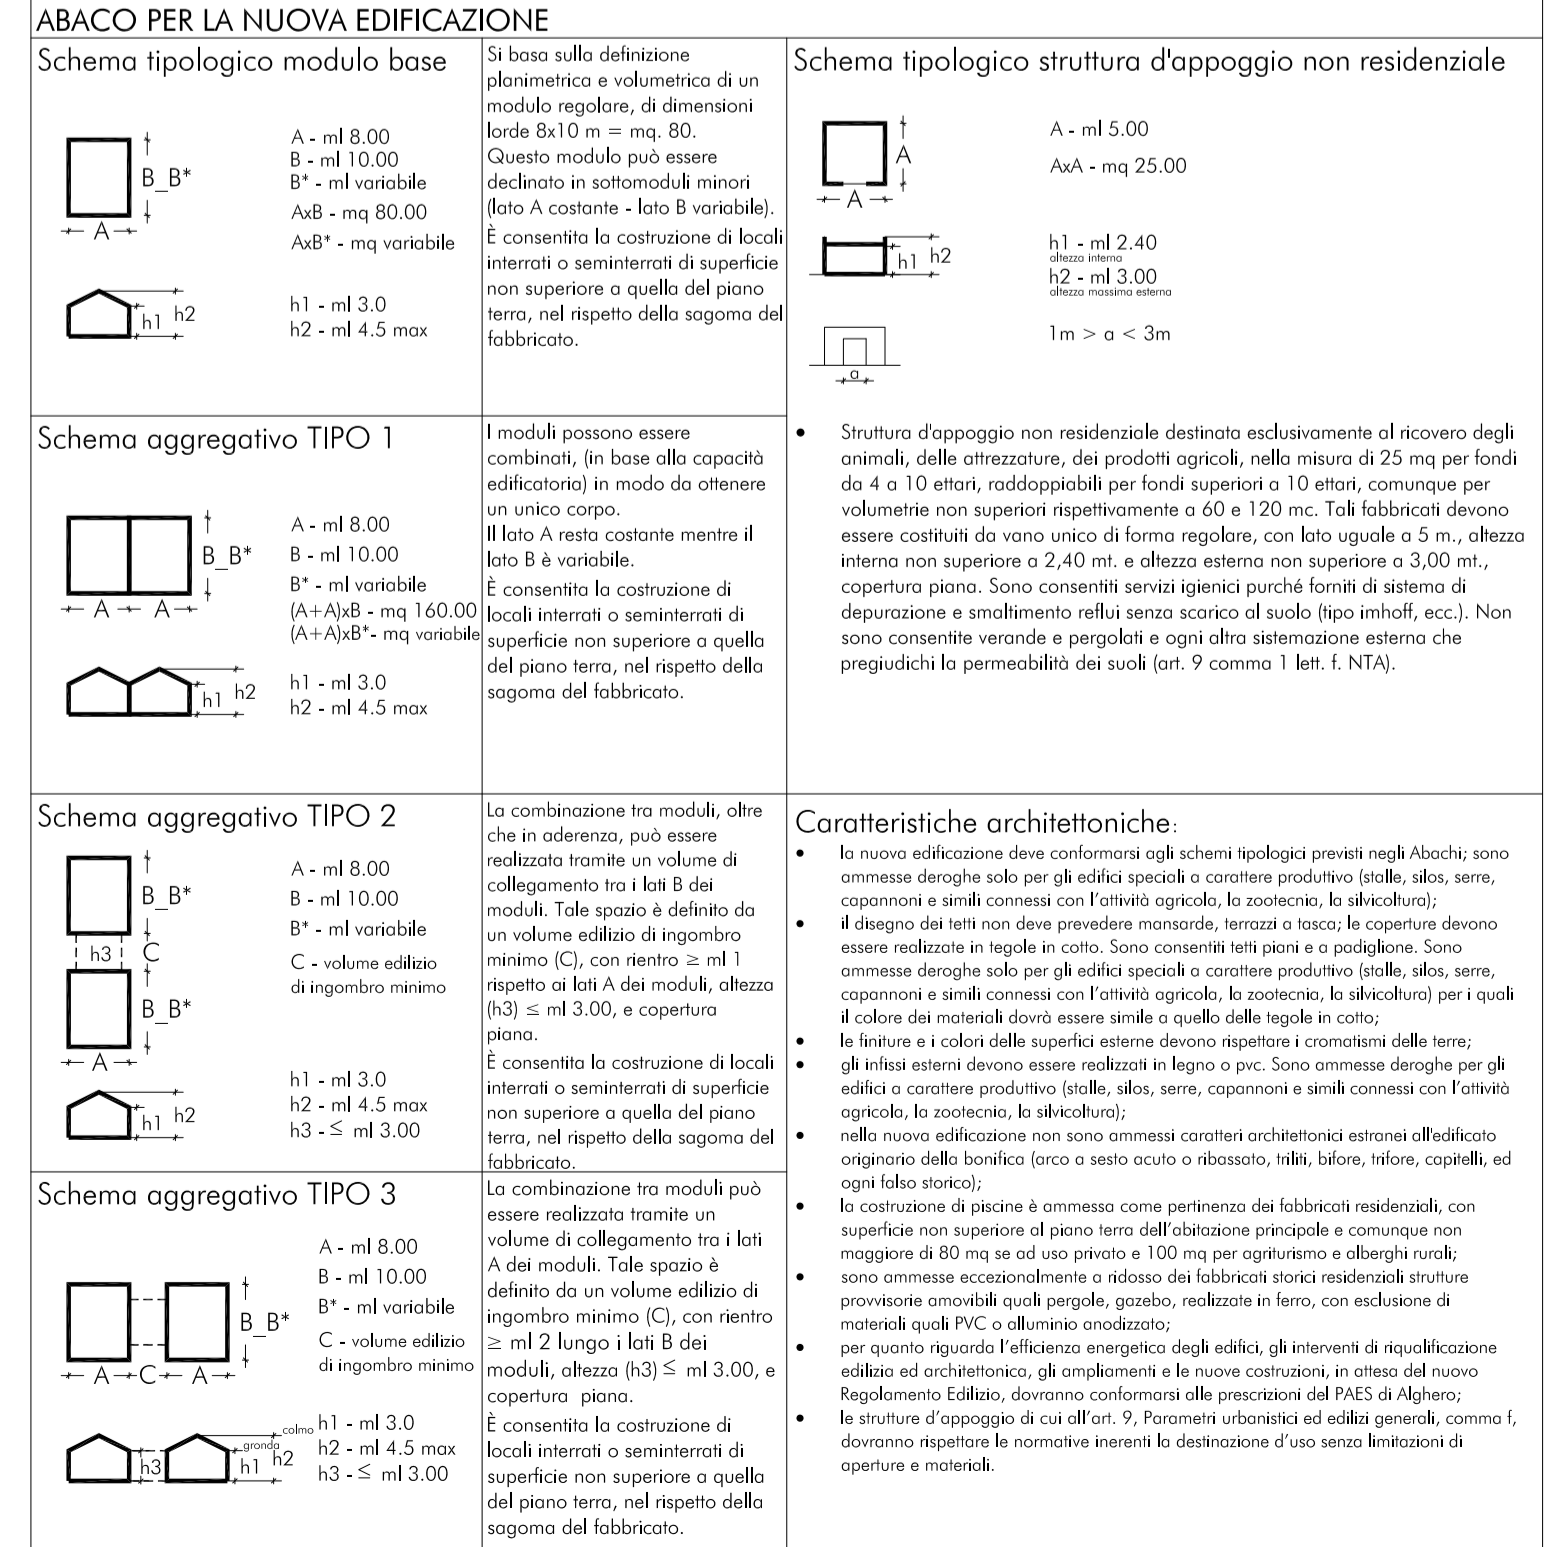 ABACO PER LA NUOVA EDIFICAZIONE
Schema tipologico modulo base
B_B*
A
h1
h2
A - ml 8.00
B - ml 10.00
B* - ml variabile
AxB - mq 80.00
AxB* - mq variabile
h1 - ml 3.0
h2 - ml 4.5 max
Si basa sulla definizione
planimetrica e volumetrica di un
modulo regolare, di dimensioni
lorde 8x10 m = mq. 80.
Questo modulo può essere
declinato in sottomoduli minori
(lato A costante - lato B variabile).
È consentita la costruzione di locali
interrati o seminterrati di superficie
non superiore a quella del piano
terra, nel rispetto della sagoma del
fabbricato.
Schema tipologico struttura d'appoggio non residenziale
A
A
h1
h2
a
A - ml 5.00
AxA - mq 25.00
h1 - ml 2.40
altezza interna
h2 - ml 3.00
altezza massima esterna
1m > a < 3m
Schema aggregativo TIPO 1
B_B*
A
A
h1
h2
A - ml 8.00
B - ml 10.00
B* - ml variabile
(A+A)xB - mq 160.00
(A+A)xB*- mq variabile
h1 - ml 3.0
h2 - ml 4.5 max
I moduli possono essere
combinati, (in base alla capacità
edificatoria) in modo da ottenere
un unico corpo.
Il lato A resta costante mentre il
lato B è variabile.
È consentita la costruzione di
locali interrati o seminterrati di
superficie non superiore a quella
del piano terra, nel rispetto della
sagoma del fabbricato.
• Struttura d'appoggio non residenziale destinata esclusivamente al ricovero degli
animali, delle attrezzature, dei prodotti agricoli, nella misura di 25 mq per fondi
da 4 a 10 ettari, raddoppiabili per fondi superiori a 10 ettari, comunque per
volumetrie non superiori rispettivamente a 60 e 120 mc. Tali fabbricati devono
essere costituiti da vano unico di forma regolare, con lato uguale a 5 m., altezza
interna non superiore a 2,40 mt. e altezza esterna non superiore a 3,00 mt.,
copertura piana. Sono consentiti servizi igienici purché forniti di sistema di
depurazione e smaltimento reflui senza scarico al suolo (tipo imhoff, ecc.). Non
sono consentite verande e pergolati e ogni altra sistemazione esterna che
pregiudichi la permeabilità dei suoli (art. 9 comma 1 lett. f. NTA).
Schema aggregativo TIPO 2
B_B*
h3
C
B_B*
A
h1
h2
A - ml 8.00
B - ml 10.00
B* - ml variabile
C - volume edilizio
di ingombro minimo
h1 - ml 3.0
h2 - ml 4.5 max
h3 - ≤ ml 3.00
La combinazione tra moduli, oltre
che in aderenza, può essere
realizzata tramite un volume di
collegamento tra i lati B dei
moduli. Tale spazio è definito da
un volume edilizio di ingombro
minimo (C), con rientro ≥ ml 1
rispetto ai lati A dei moduli, altezza
(h3) ≤ ml 3.00, e copertura
piana.
È consentita la costruzione di locali
interrati o seminterrati di superficie
non superiore a quella del piano
terra, nel rispetto della sagoma del
fabbricato.
Schema aggregativo TIPO 3
B_B*
A
C
A
h3
colmo
gronda
h1
h2
A - ml 8.00
B - ml 10.00
B* - ml variabile
C - volume edilizio
di ingombro minimo
h1 - ml 3.0
h2 - ml 4.5 max
h3 - ≤ ml 3.00
La combinazione tra moduli può
essere realizzata tramite un
volume di collegamento tra i lati
A dei moduli. Tale spazio è
definito da un volume edilizio di
ingombro minimo (C), con rientro
≥ ml 2 lungo i lati B dei
moduli, altezza (h3) ≤ ml 3.00, e
copertura piana.
È consentita la costruzione di
locali interrati o seminterrati di
superficie non superiore a quella
del piano terra, nel rispetto della
sagoma del fabbricato.
Caratteristiche architettoniche:
• la nuova edificazione deve conformarsi agli schemi tipologici previsti negli Abachi; sono
ammesse deroghe solo per gli edifici speciali a carattere produttivo (stalle, silos, serre,
capannoni e simili connessi con l’attività agricola, la zootecnia, la silvicoltura);
• il disegno dei tetti non deve prevedere mansarde, terrazzi a tasca; le coperture devono
essere realizzate in tegole in cotto. Sono consentiti tetti piani e a padiglione. Sono
ammesse deroghe solo per gli edifici speciali a carattere produttivo (stalle, silos, serre,
capannoni e simili connessi con l’attività agricola, la zootecnia, la silvicoltura) per i quali
il colore dei materiali dovrà essere simile a quello delle tegole in cotto;
• le finiture e i colori delle superfici esterne devono rispettare i cromatismi delle terre;
• gli infissi esterni devono essere realizzati in legno o pvc. Sono ammesse deroghe per gli
edifici a carattere produttivo (stalle, silos, serre, capannoni e simili connessi con l’attività
agricola, la zootecnia, la silvicoltura);
• nella nuova edificazione non sono ammessi caratteri architettonici estranei all'edificato
originario della bonifica (arco a sesto acuto o ribassato, triliti, bifore, trifore, capitelli, ed
ogni falso storico);
• la costruzione di piscine è ammessa come pertinenza dei fabbricati residenziali, con
superficie non superiore al piano terra dell’abitazione principale e comunque non
maggiore di 80 mq se ad uso privato e 100 mq per agriturismo e alberghi rurali;
• sono ammesse eccezionalmente a ridosso dei fabbricati storici residenziali strutture
provvisorie amovibili quali pergole, gazebo, realizzate in ferro, con esclusione di
materiali quali PVC o alluminio anodizzato;
• per quanto riguarda l’efficienza energetica degli edifici, gli interventi di riqualificazione
edilizia ed architettonica, gli ampliamenti e le nuove costruzioni, in attesa del nuovo
Regolamento Edilizio, dovranno conformarsi alle prescrizioni del PAES di Alghero;
• le strutture d’appoggio di cui all’art. 9, Parametri urbanistici ed edilizi generali, comma f,
dovranno rispettare le normative inerenti la destinazione d’uso senza limitazioni di
aperture e materiali.